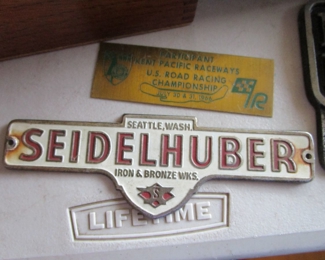 PARTICIPANT
PACIFIC RACEWAYS
U.S. ROAD RACING
CHAMPIONSHIP
SEATTLE, WASH.
SEIDELHUBER
IRON & BRONZE WKS.
S
LIFETIME